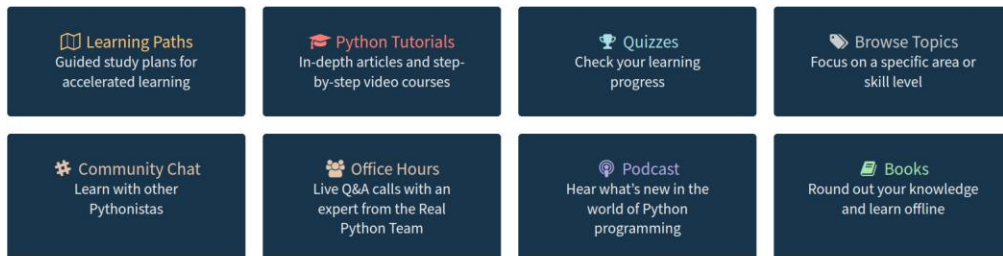 Learning Paths
Guided study plans for
accelerated learning
Python Tutorials
In-depth articles and step-
by-step video courses
Quizzes
Check your learning
progress
Browse Topics
Focus on a specific area or
skill level
Community Chat
Learn with other
Pythonistas
Office Hours
Live Q&A calls with an
expert from the Real
Python Team
Podcast
Hear what's new in the
world of Python
programming
Books
Round out your knowledge
and learn offline